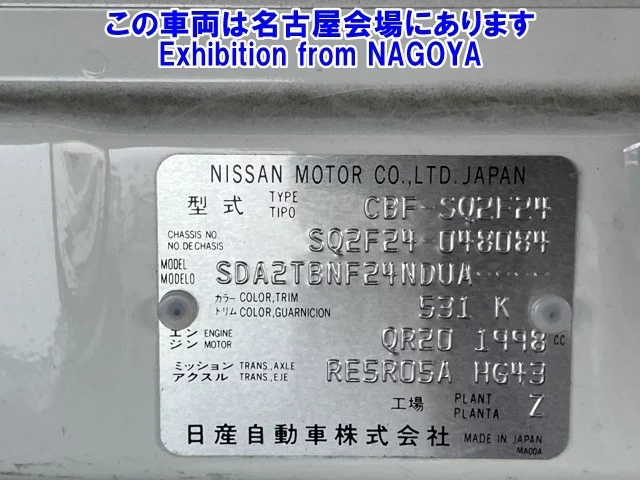 この車両は名古屋会場にあります
Exhibition from NAGOYA
NISSAN MOTOR CO.,LTD. JAPAN
型式 TYPE TIPO CBF-SQ2F24
CHASSIS NO. NO.DE CHASIS SQ2F24-048084
MODEL MODELO SDA2TBNF24NDUA-----
カラー COLOR,TRIM トリム COLOR,GUARNICION 531 K
エンジン ENGINE MOTOR QR20 1998 CC
ミッション TRANS.,AXLE アクスル TRANS.,EJE RE5R05A HG43
工場 PLANT PLANTA Z
日産自動車株式会社 MADE IN JAPAN
MA00A